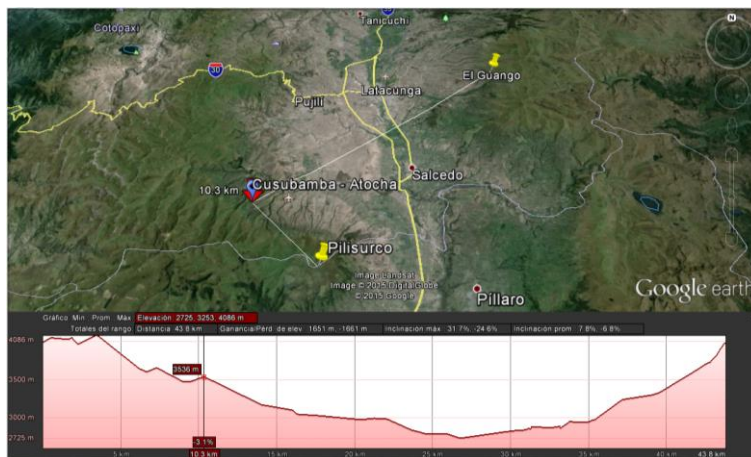 Tanicuchi
N
Cotopaxi
30
El Guango
Latacunga
Pujilí
Salcedo
10.3 km
Cusubamba - Atocha
Pilisurco
Image Landsat
Image © 2015 DigitalGlobe
© 2015 Google
Píllaro
Google earth
Gráfico Mín. Prom. Máx. Elevación 2725, 3253, 4086 m
Totales del rango: Distancia 43.8 km Ganancia/Pérd. de elev. 1651 m, -1661 m Inclinación máx. 31.7%, -24.6% Inclinación prom. 7.8%, -6.8%
4086 m
3536 m
3500 m
3000 m
2725 m
-3.1%
5 km
10.3 km
15 km
20 km
25 km
30 km
35 km
40 km
43.8 km